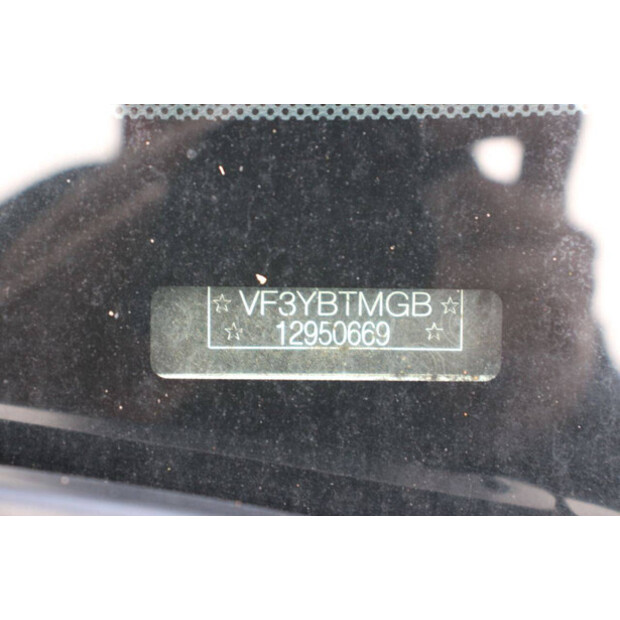 ☆ VF3YBTMGB ☆
☆ 12950669 ☆